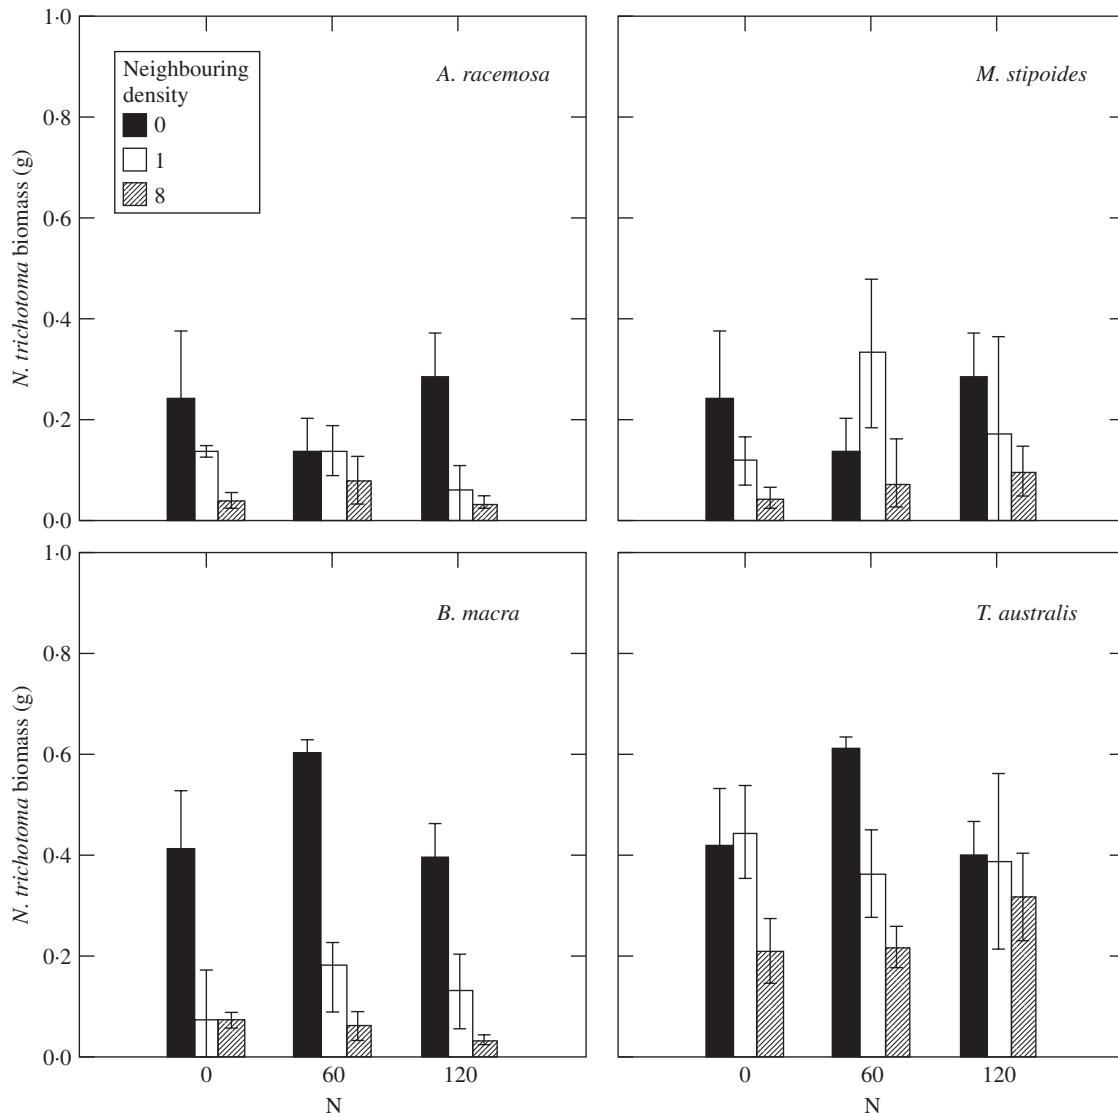 1·0
0·8
0·6
0·4
0·2
0·0
N. trichotoma biomass (g)
Neighbouring
density
0
1
8
A. racemosa
M. stipoides
1·0
0·8
0·6
0·4
0·2
0·0
N. trichotoma biomass (g)
B. macra
T. australis
0
60
120
N
0
60
120
N